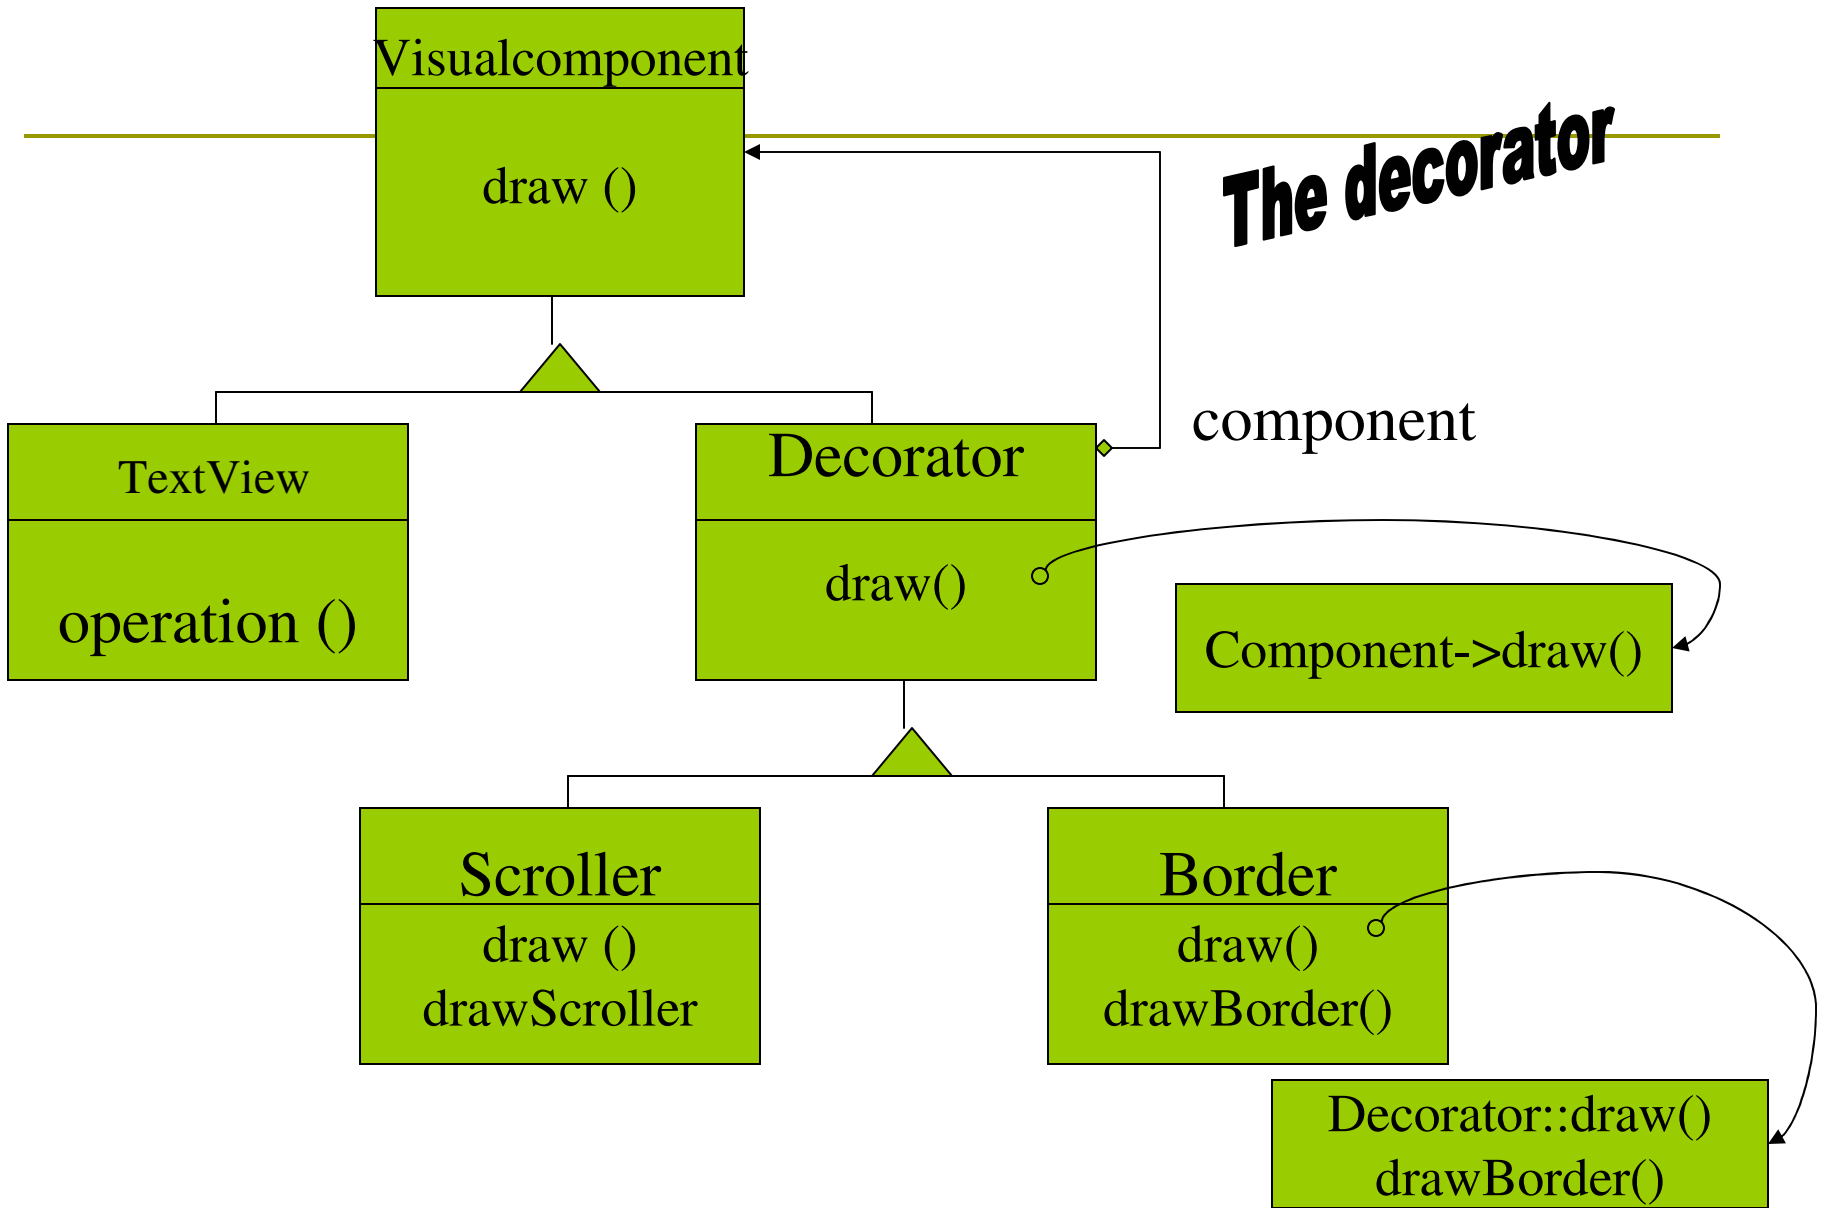 Visualcomponent
draw ()
The decorator
component
TextView
operation ()
Decorator
draw()
Component->draw()
Scroller
draw ()
drawScroller
Border
draw()
drawBorder()
Decorator::draw()
drawBorder()